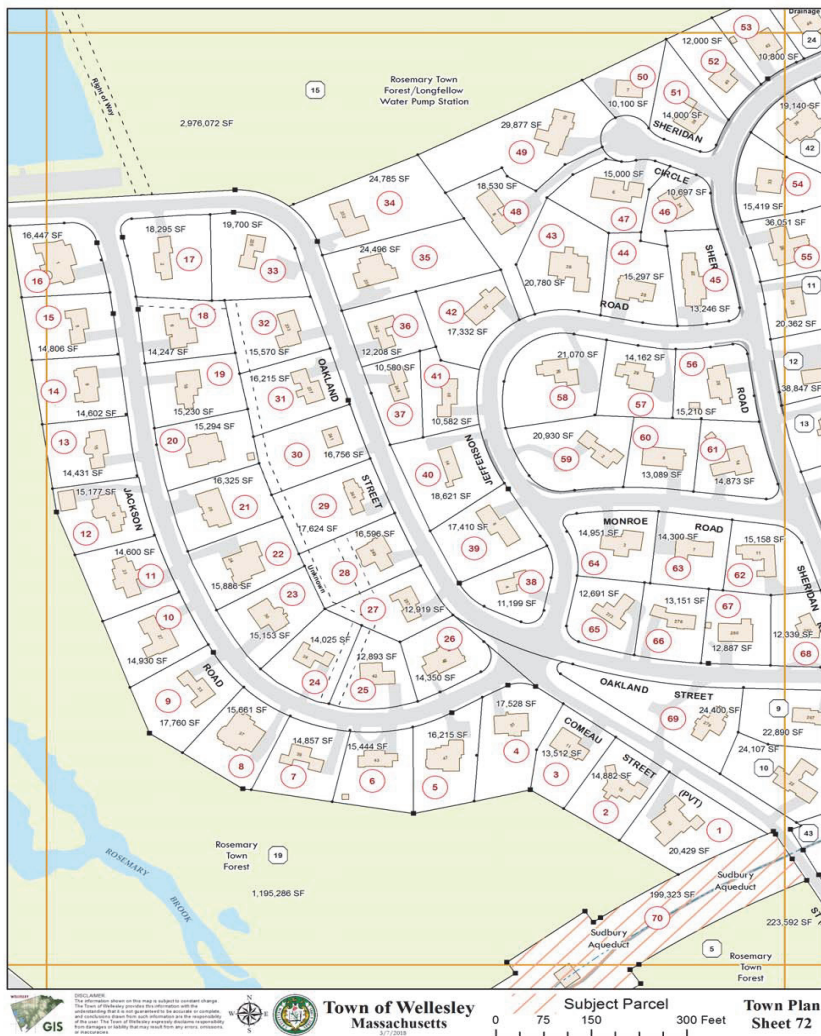 Drainage
53
12,000 SF
24
10,800 SF
52
50
51
Right of Way
15
Rosemary Town
Forest/Longfellow
Water Pump Station
10,100 SF
14,000 SF
19,140 SF
2,976,072 SF
29,877 SF
SHERIDAN
42
49
24,785 SF
15,000 SF
CIRCLE
54
18,530 SF
10,697 SF
15,419 SF
34
48
47
46
16,447 SF
18,295 SF
19,700 SF
43
44
36,051 SF
24,496 SF
35
55
16
17
33
20,780 SF
15,297 SF
45
11
15
18
32
36
42
ROAD
13,246 SF
20,362 SF
17,332 SF
14,806 SF
14,247 SF
15,570 SF
12,208 SF
OAKLAND
21,070 SF
14,162 SF
56
12
14
19
16,215 SF
10,580 SF
41
38,847 SF
31
37
58
57
ROAD
14,602 SF
15,230 SF
10,582 SF
15,210 SF
13
13
20
15,294 SF
20,930 SF
60
61
30
16,756 SF
40
JEFFERSON
59
14,431 SF
16,325 SF
13,089 SF
14,873 SF
15,177 SF
JACKSON
21
29
STREET
18,621 SF
12
17,624 SF
17,410 SF
MONROE
ROAD
16,596 SF
14,951 SF
14,300 SF
15,158 SF
14,600 SF
22
28
39
64
63
62
SHERIDAN
11
15,886 SF
Unknown
38
23
27
12,919 SF
11,199 SF
12,691 SF
13,151 SF
67
10
15,153 SF
14,025 SF
26
65
66
12,887 SF
12,339 SF
14,930 SF
12,893 SF
68
24
25
14,350 SF
ROAD
OAKLAND
STREET
9
17,760 SF
15,661 SF
17,528 SF
COMEAU
69
24,400 SF
9
22,890 SF
14,857 SF
15,444 SF
16,215 SF
4
13,512 SF
24,107 SF
8
7
6
5
3
14,882 SF
STREET
10
2
(PVT)
1
43
20,429 SF
Rosemary
Town
Forest
19
ROSEMARY
BROOK
Sudbury
Aqueduct
1,195,286 SF
199,323 SF
70
223,592 SF
Sudbury
Aqueduct
5
Rosemary
Town
Forest
GIS
DISCLAIMER:
Town of Wellesley
Massachusetts
3/7/2018
N
W
E
S
Subject Parcel
0 75 150 300 Feet
Town Plan
Sheet 72